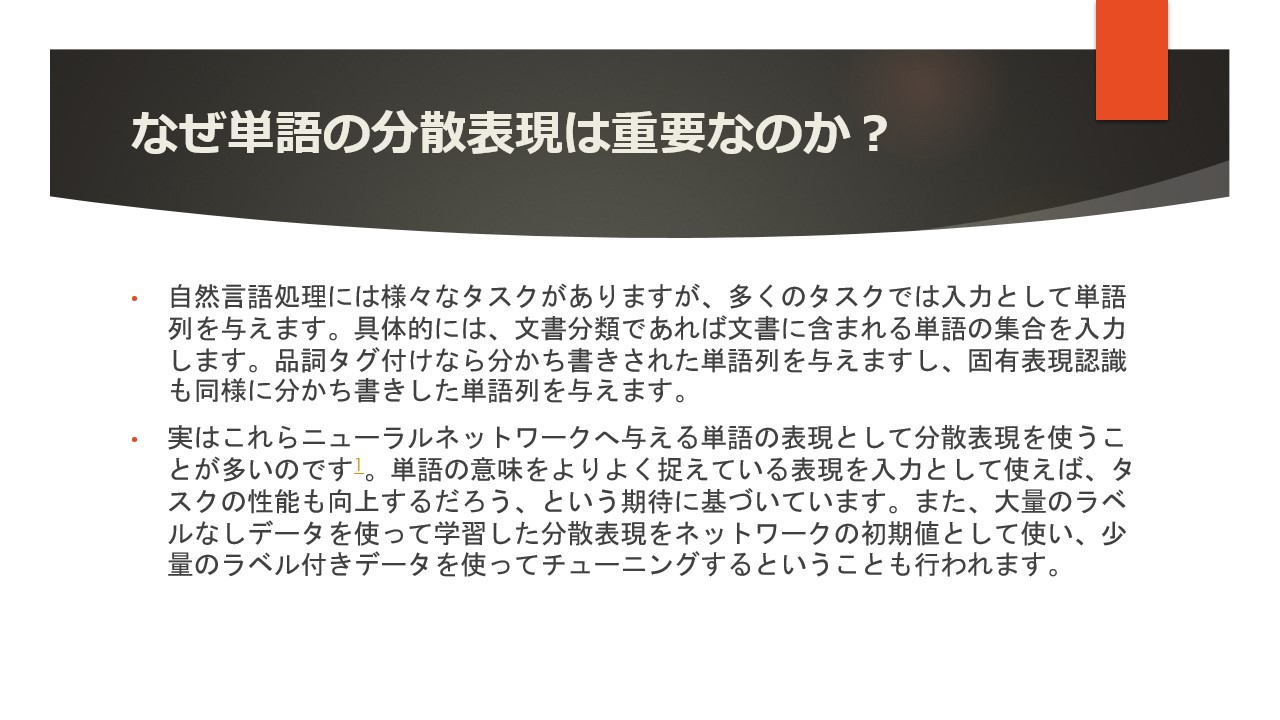 なぜ単語の分散表現は重要なのか？
• 自然言語処理には様々なタスクがありますが、多くのタスクでは入力として単語
列を与えます。具体的には、文書分類であれば文書に含まれる単語の集合を入力
します。品詞タグ付けなら分かち書きされた単語列を与えますし、固有表現認識
も同様に分かち書きした単語列を与えます。
• 実はこれらニューラルネットワークへ与える単語の表現として分散表現を使うこ
とが多いのです1。単語の意味をよりよく捉えている表現を入力として使えば、タ
スクの性能も向上するだろう、という期待に基づいています。また、大量のラベ
ルなしデータを使って学習した分散表現をネットワークの初期値として使い、少
量のラベル付きデータを使ってチューニングするということも行われます。